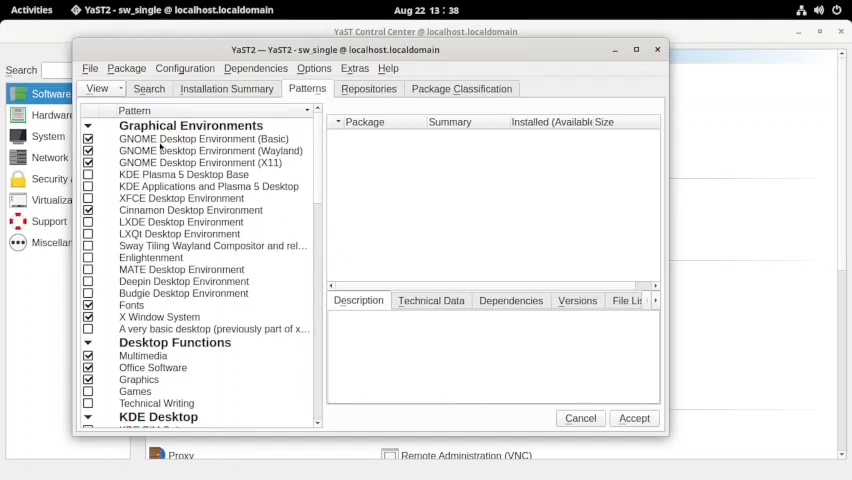 Activities
YAST2 - sw_single @ localhost.localdomain
Aug 22 13:38
YaST Control Center @ localhost.localdomain
YaST2 — YaST2 - sw_single @ localhost.localdomain
File Package Configuration Dependencies Options Extras Help
View Search Installation Summary Patterns Repositories Package Classification
Search
Software
Hardware
System
Network
Security
Virtualiza
Support
Miscellan
Pattern
Graphical Environments
GNOME Desktop Environment (Basic)
GNOME Desktop Environment (Wayland)
GNOME Desktop Environment (X11)
KDE Plasma 5 Desktop Base
KDE Applications and Plasma 5 Desktop
XFCE Desktop Environment
Cinnamon Desktop Environment
LXDE Desktop Environment
LXQt Desktop Environment
Sway Tiling Wayland Compositor and rel...
Enlightenment
MATE Desktop Environment
Deepin Desktop Environment
Budgie Desktop Environment
Fonts
X Window System
A very basic desktop (previously part of x...
Desktop Functions
Multimedia
Office Software
Graphics
Games
Technical Writing
KDE Desktop
Package Summary Installed (Available Size
Description Technical Data Dependencies Versions File Lis
Cancel Accept
Proxy
Remote Administration (VNC)